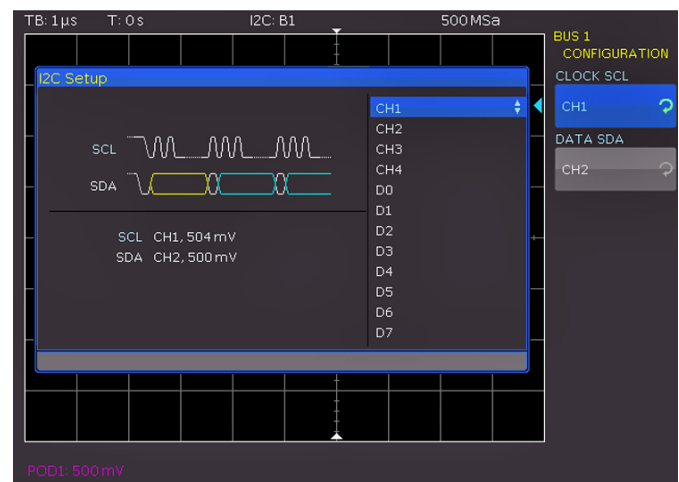 TB: 1 µs T: 0 s I2C: B1 500 MSa
BUS 1
CONFIGURATION
CLOCK SCL
CH1
DATA SDA
CH2
I2C Setup
SCL
SDA
SCL CH1, 504 mV
SDA CH2, 500 mV
CH1
CH2
CH3
CH4
D0
D1
D2
D3
D4
D5
D6
D7
POD1: 500 mV